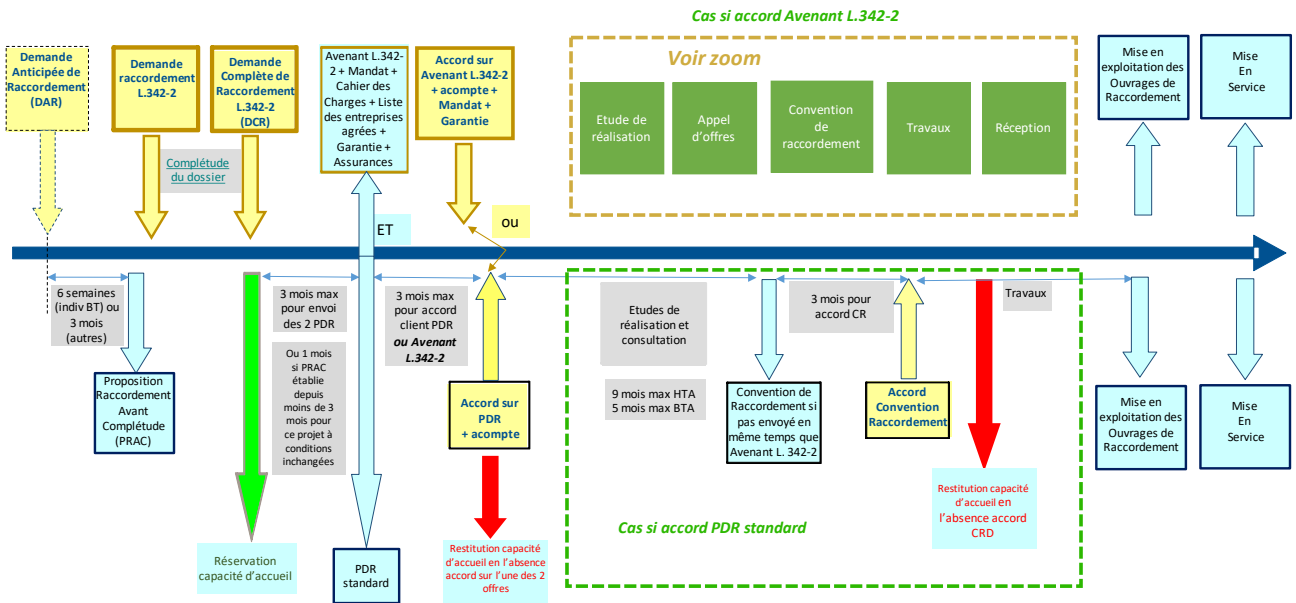 Cas si accord Avenant L.342-2
Demande
Anticipée de
Raccordement
(DAR)
Demande
raccordement
L.342-2
Demande
Complète de
Raccordement
L.342-2
(DCR)
Complétude
du dossier
Avenant L.342-
2 + Mandat +
Cahier des
Charges + Liste
des entreprises
agrées +
Garantie +
Assurances
Accord sur
Avenant L.342-2
+ acompte +
Mandat +
Garantie
Voir zoom
Etude de
réalisation
Appel
d'offres
Convention
de
raccordement
Travaux
Réception
Mise en
exploitation des
Ouvrages de
Raccordement
Mise
En
Service
ET
ou
6 semaines
(indiv BT) ou
3 mois
(autres)
Proposition
Raccordement
Avant
Complétude
(PRAC)
3 mois max
pour envoi
des 2 PDR
Ou 1 mois
si PRAC
établie
depuis
moins de 3
mois pour
ce projet à
conditions
inchangées
Réservation
capacité d'accueil
PDR
standard
3 mois max
pour accord
client PDR
ou Avenant
L.342-2
Accord sur
PDR
+ acompte
Restitution capacité
d'accueil en l'absence
accord sur l'une des 2
offres
Etudes de
réalisation et
consultation
9 mois max HTA
5 mois max BTA
Convention de
Raccordement si
pas envoyé en
même temps que
Avenant L. 342-2
3 mois pour
accord CR
Accord
Convention
Raccordement
Travaux
Restitution capacité
d'accueil en
l'absence accord
CRD
Cas si accord PDR standard
Mise en
exploitation des
Ouvrages de
Raccordement
Mise
En
Service